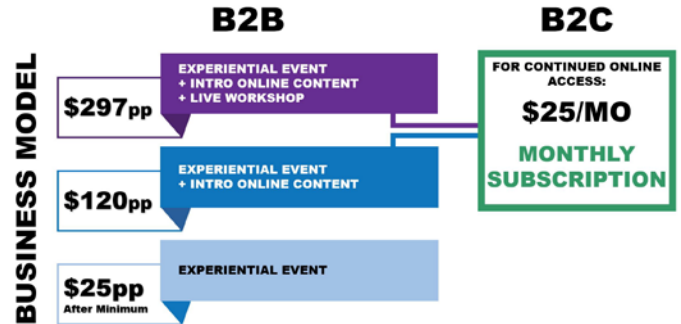 B2B
B2C
BUSINESS MODEL
$297pp
EXPERIENTIAL EVENT
+ INTRO ONLINE CONTENT
+ LIVE WORKSHOP
$120pp
EXPERIENTIAL EVENT
+ INTRO ONLINE CONTENT
$25pp
After Minimum
EXPERIENTIAL EVENT
FOR CONTINUED ONLINE
ACCESS:
$25/MO
MONTHLY
SUBSCRIPTION